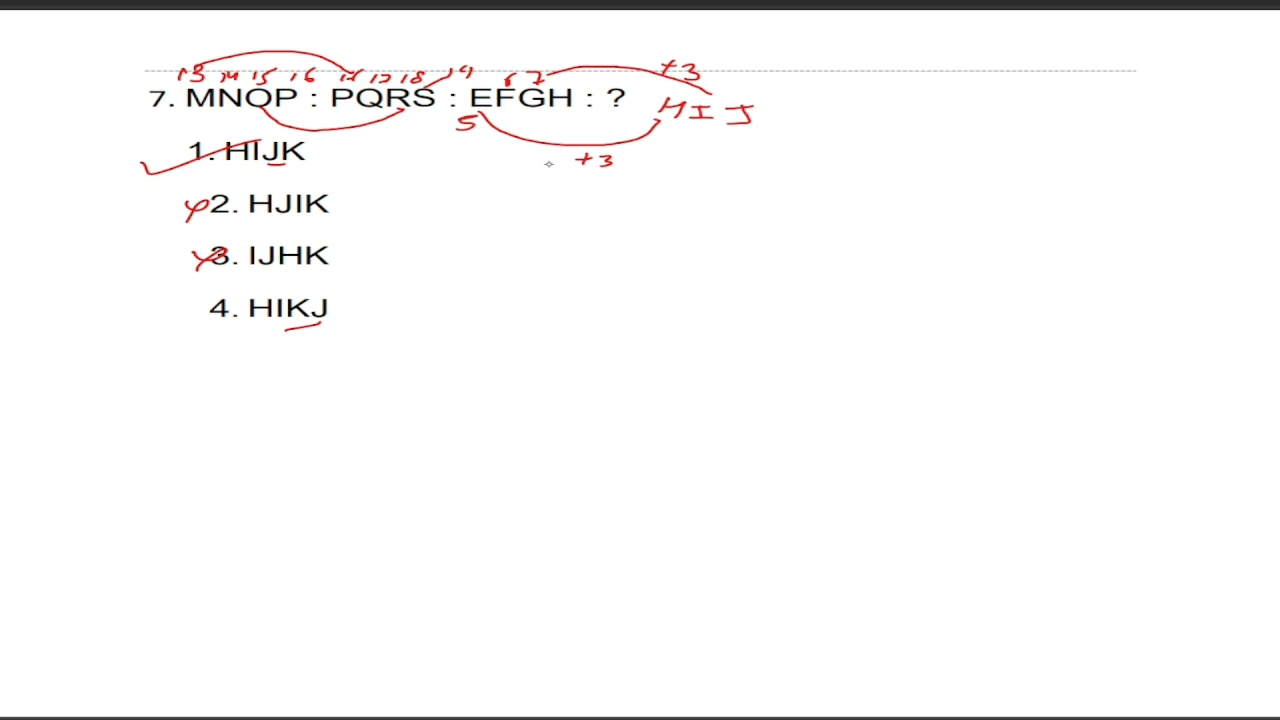 13 14 15 16 16 17 18 19 6 7 +3
7. MNOP : PQRS : EFGH : ? HIJ
5
1. HIJK +3
2. HJIK
3. IJHK
4. HIKJ